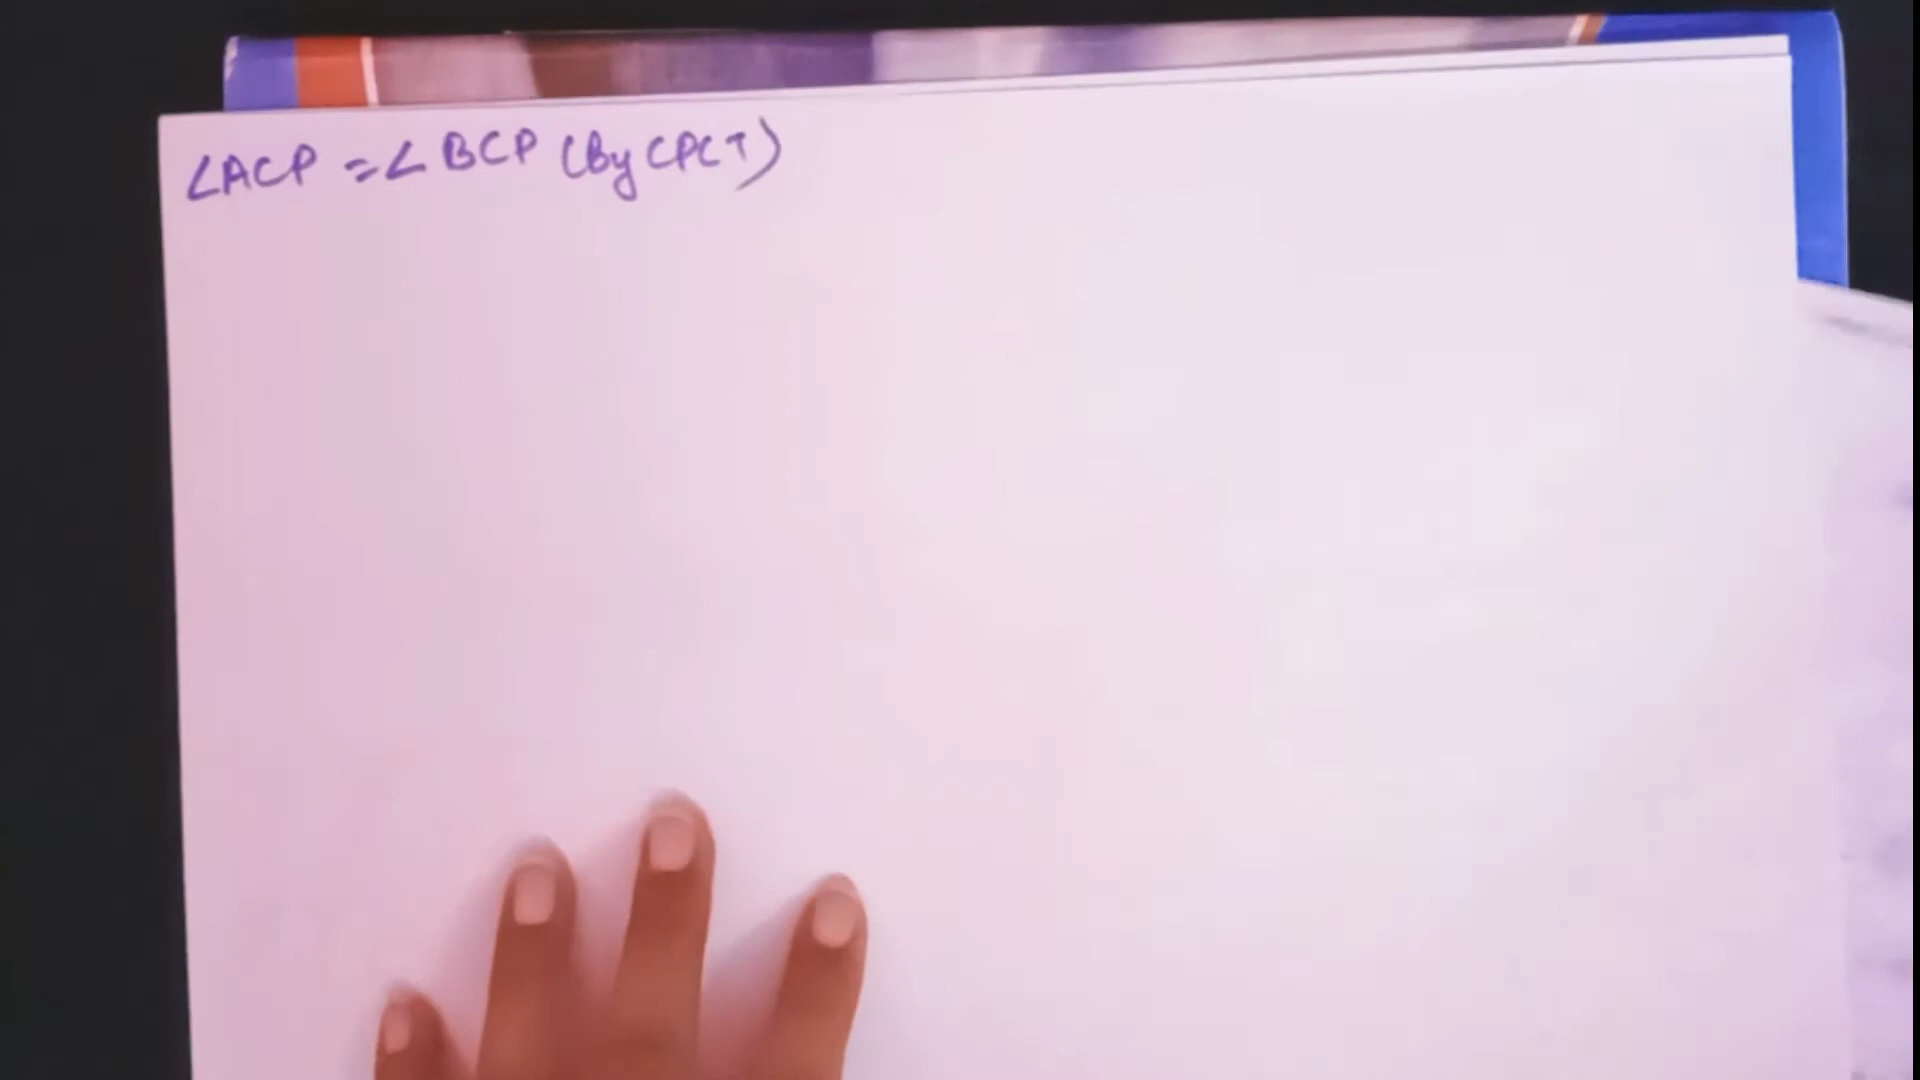 ∠ACP = ∠BCP (By CPCT)